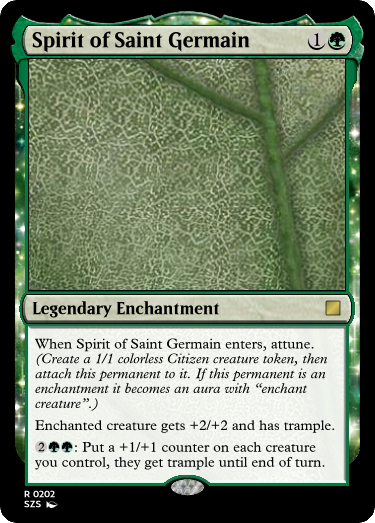 Spirit of Saint Germain 1
Legendary Enchantment
When Spirit of Saint Germain enters, attune.
(Create a 1/1 colorless Citizen creature token, then
attach this permanent to it. If this permanent is an
enchantment it becomes an aura with “enchant
creature”.)
Enchanted creature gets +2/+2 and has trample.
2: Put a +1/+1 counter on each creature
you control, they get trample until end of turn.
R 0202
SZS